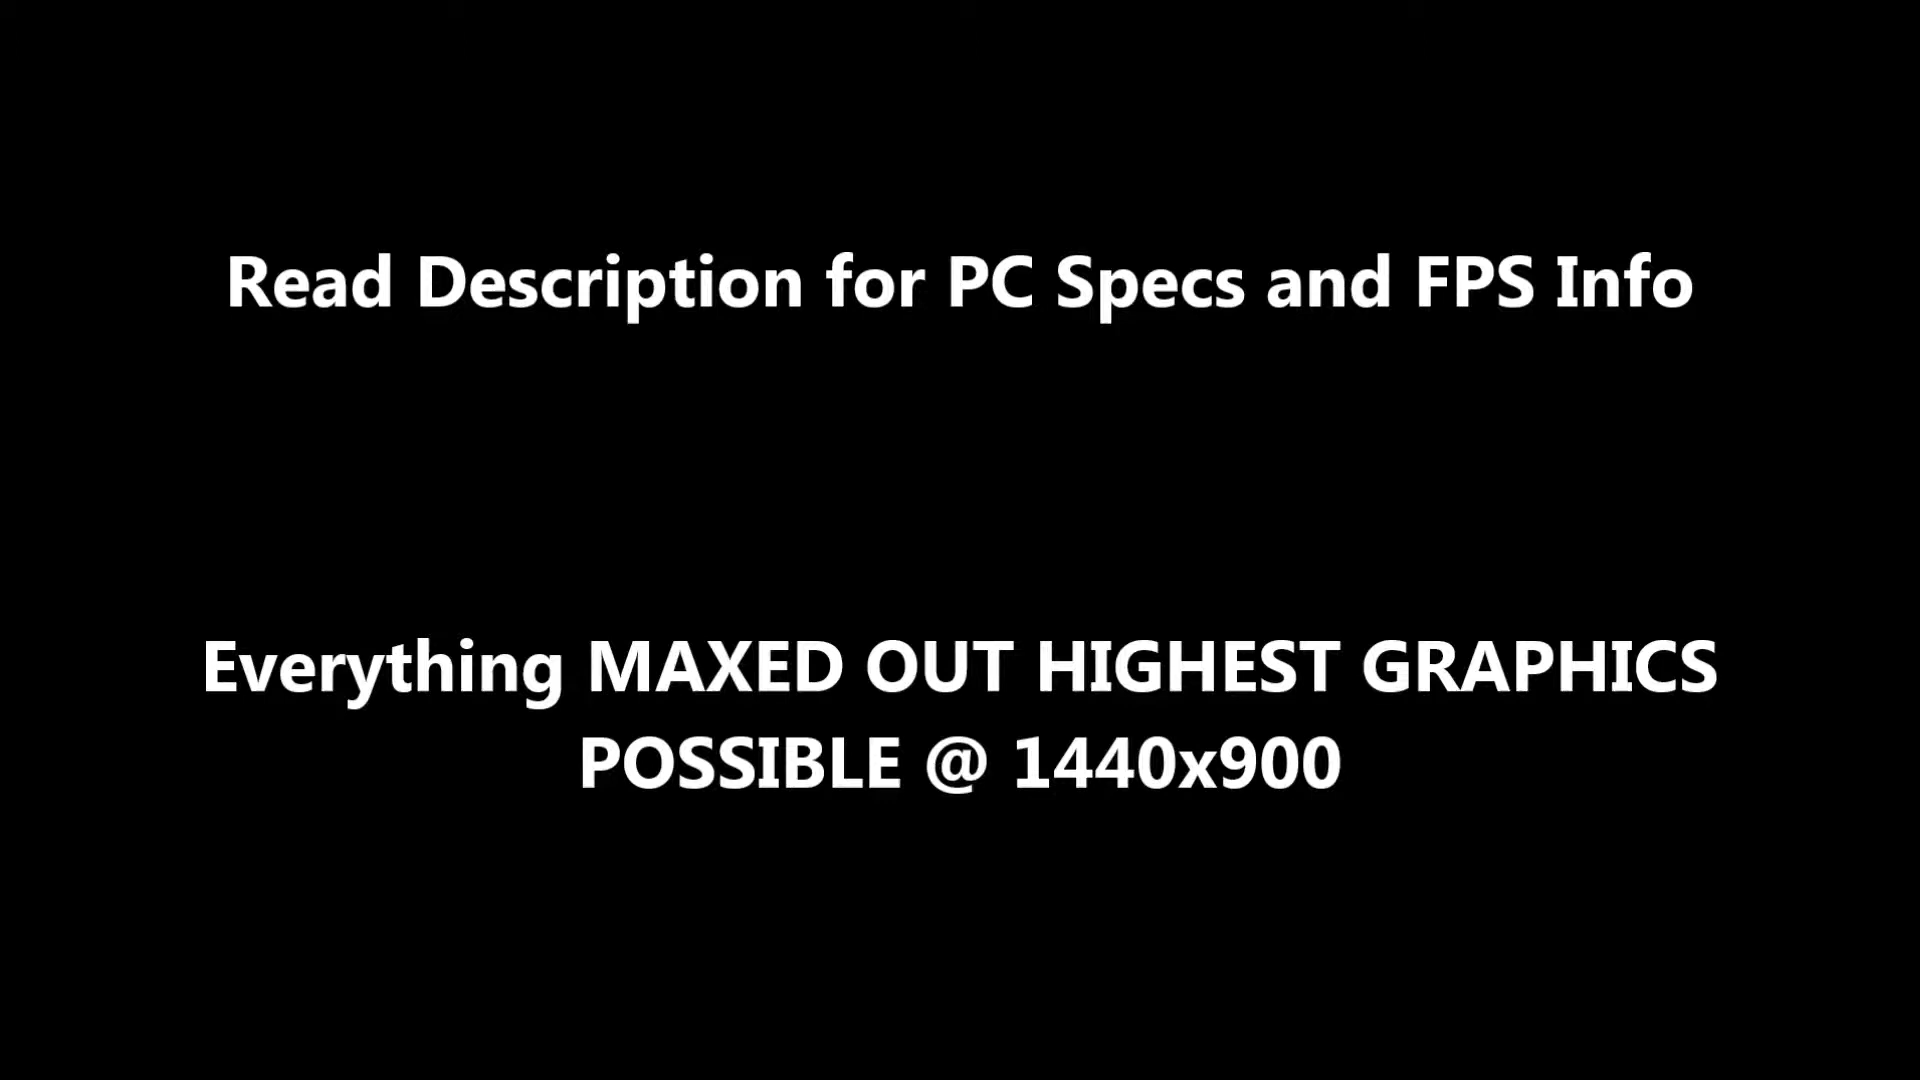 Read Description for PC Specs and FPS Info
Everything MAXED OUT HIGHEST GRAPHICS
POSSIBLE @ 1440x900